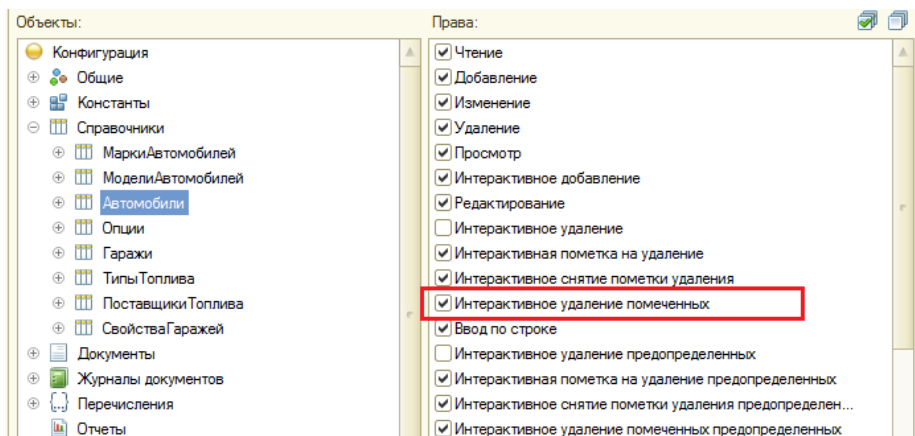 Объекты:
Конфигурация
Общие
Константы
Справочники
МаркиАвтомобилей
МоделиАвтомобилей
Автомобили
Опции
Гаражи
ТипыТоплива
ПоставщикиТоплива
СвойстваГаражей
Документы
Журналы документов
Перечисления
Отчеты
Права:
Чтение
Добавление
Изменение
Удаление
Просмотр
Интерактивное добавление
Редактирование
Интерактивное удаление
Интерактивная пометка на удаление
Интерактивное снятие пометки удаления
Интерактивное удаление помеченных
Ввод по строке
Интерактивное удаление предопределенных
Интерактивная пометка на удаление предопределенных
Интерактивное снятие пометки удаления предопределен...
Интерактивное удаление помеченных предопределенных